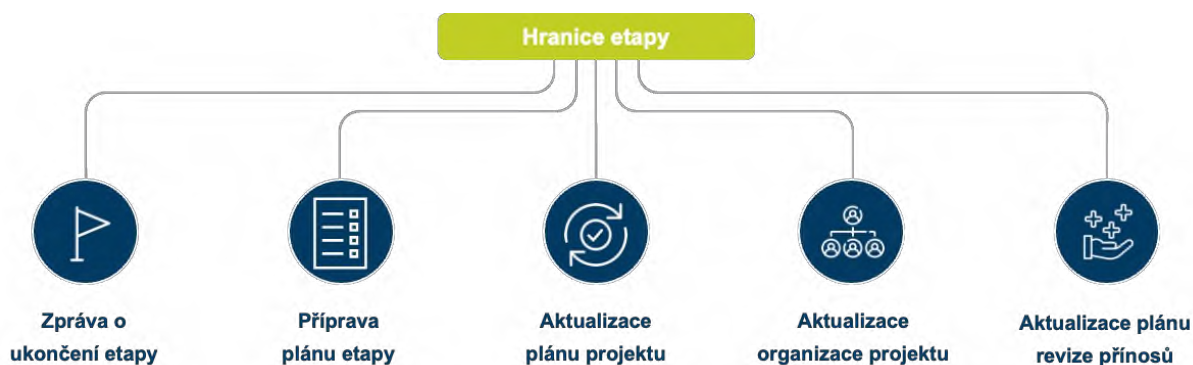 Hranice etapy
Zpráva o
ukončení etapy
Příprava
plánu etapy
Aktualizace
plánu projektu
Aktualizace
organizace projektu
Aktualizace plánu
revize přínosů